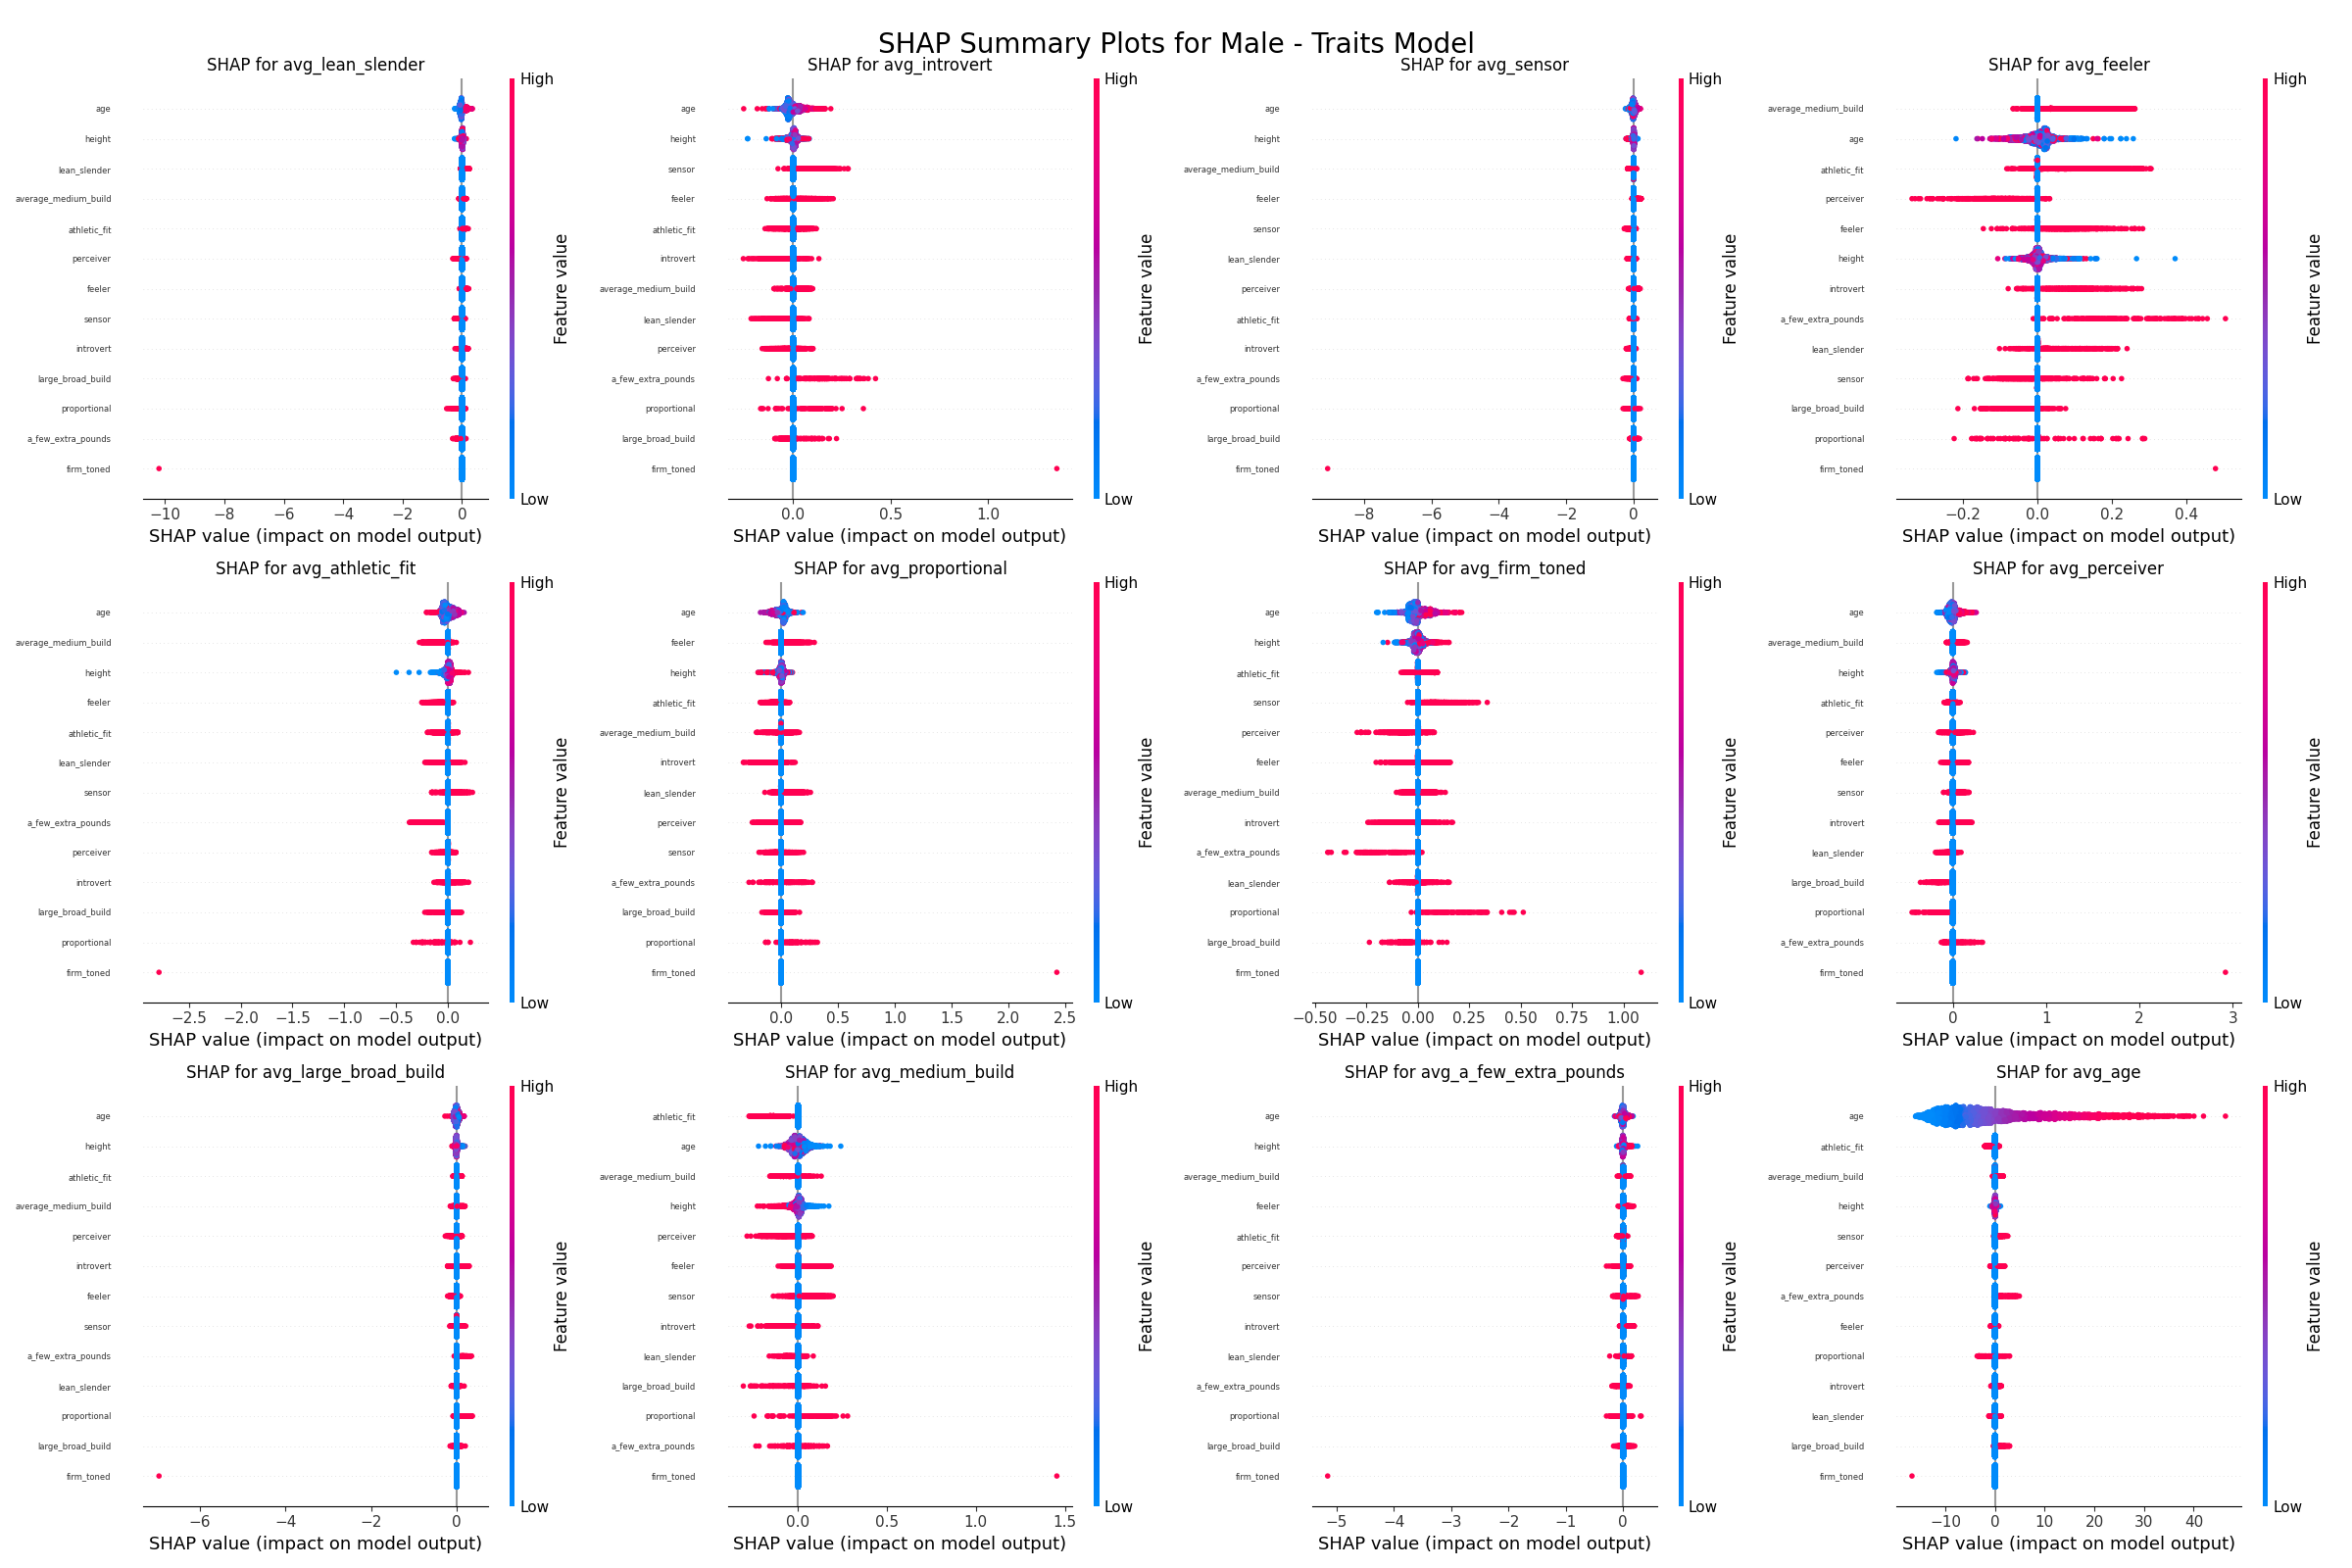 SHAP Summary Plots for Male - Traits Model
SHAP for avg_lean_slender
High
age
height
lean_slender
average_medium_build
athletic_fit
perceiver
feeler
sensor
introvert
large_broad_build
proportional
a_few_extra_pounds
firm_toned
Feature value
Low
−10 −8 −6 −4 −2 0
SHAP value (impact on model output)
SHAP for avg_introvert
High
age
height
sensor
feeler
athletic_fit
introvert
average_medium_build
lean_slender
perceiver
a_few_extra_pounds
proportional
large_broad_build
firm_toned
Feature value
Low
0.0 0.5 1.0
SHAP value (impact on model output)
SHAP for avg_sensor
High
age
height
average_medium_build
feeler
sensor
lean_slender
perceiver
athletic_fit
introvert
a_few_extra_pounds
proportional
large_broad_build
firm_toned
Feature value
Low
−8 −6 −4 −2 0
SHAP value (impact on model output)
SHAP for avg_feeler
High
average_medium_build
age
athletic_fit
perceiver
feeler
height
introvert
a_few_extra_pounds
lean_slender
sensor
large_broad_build
proportional
firm_toned
Feature value
Low
−0.2 0.0 0.2 0.4
SHAP value (impact on model output)
SHAP for avg_athletic_fit
High
age
average_medium_build
height
feeler
athletic_fit
lean_slender
sensor
a_few_extra_pounds
perceiver
introvert
large_broad_build
proportional
firm_toned
Feature value
Low
−2.5 −2.0 −1.5 −1.0 −0.5 0.0
SHAP value (impact on model output)
SHAP for avg_proportional
High
age
feeler
height
athletic_fit
average_medium_build
introvert
lean_slender
perceiver
sensor
a_few_extra_pounds
large_broad_build
proportional
firm_toned
Feature value
Low
0.0 0.5 1.0 1.5 2.0 2.5
SHAP value (impact on model output)
SHAP for avg_firm_toned
High
age
height
athletic_fit
sensor
perceiver
feeler
average_medium_build
introvert
a_few_extra_pounds
lean_slender
proportional
large_broad_build
firm_toned
Feature value
Low
−0.50 −0.25 0.00 0.25 0.50 0.75 1.00
SHAP value (impact on model output)
SHAP for avg_perceiver
High
age
average_medium_build
height
athletic_fit
perceiver
feeler
sensor
introvert
lean_slender
large_broad_build
proportional
a_few_extra_pounds
firm_toned
Feature value
Low
0 1 2 3
SHAP value (impact on model output)
SHAP for avg_large_broad_build
High
age
height
athletic_fit
average_medium_build
perceiver
introvert
feeler
sensor
a_few_extra_pounds
lean_slender
proportional
large_broad_build
firm_toned
Feature value
Low
−6 −4 −2 0
SHAP value (impact on model output)
SHAP for avg_medium_build
High
athletic_fit
age
average_medium_build
height
perceiver
feeler
sensor
introvert
lean_slender
large_broad_build
proportional
a_few_extra_pounds
firm_toned
Feature value
Low
0.0 0.5 1.0 1.5
SHAP value (impact on model output)
SHAP for avg_a_few_extra_pounds
High
age
height
average_medium_build
feeler
athletic_fit
perceiver
sensor
introvert
lean_slender
a_few_extra_pounds
proportional
large_broad_build
firm_toned
Feature value
Low
−5 −4 −3 −2 −1 0
SHAP value (impact on model output)
SHAP for avg_age
High
age
athletic_fit
average_medium_build
height
sensor
perceiver
a_few_extra_pounds
feeler
proportional
introvert
lean_slender
large_broad_build
firm_toned
Feature value
Low
−10 0 10 20 30 40
SHAP value (impact on model output)